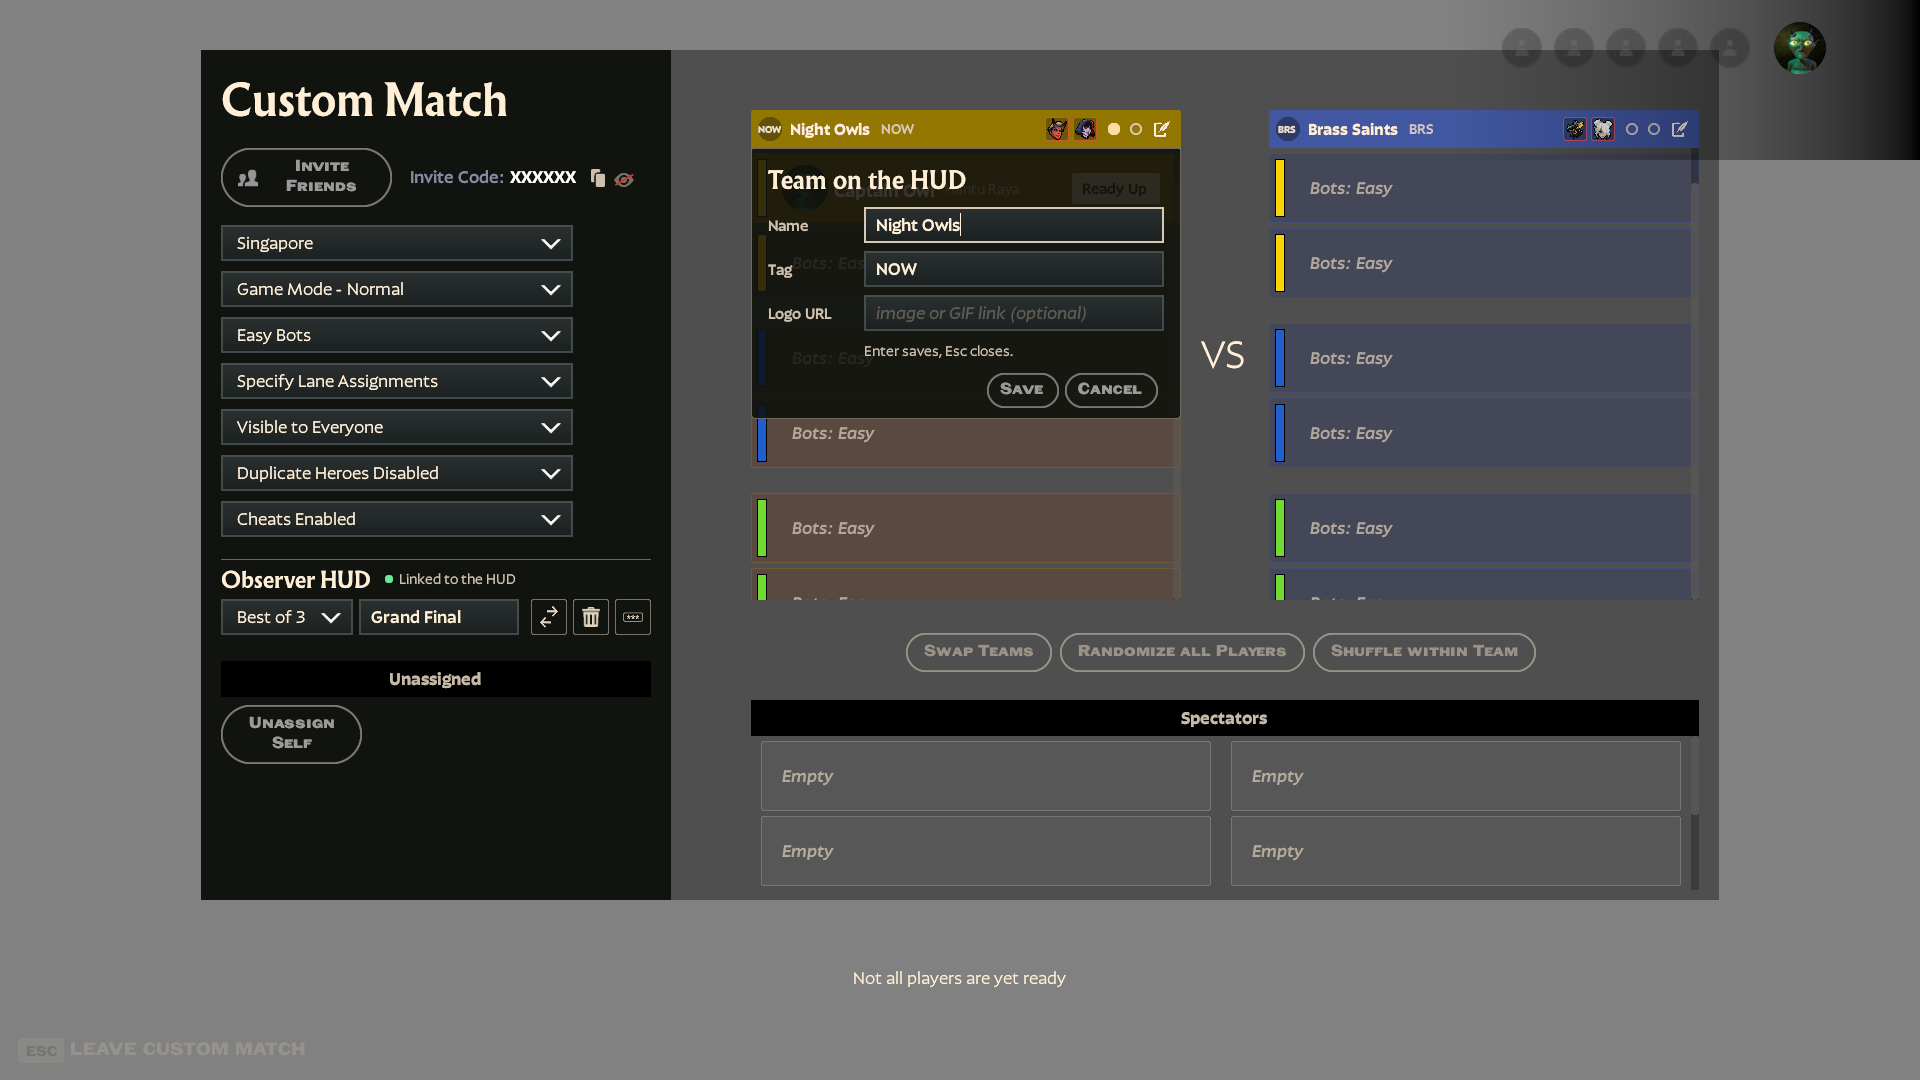 Custom Match
Invite Friends
Invite Code: XXXXXX
Singapore
Game Mode - Normal
Easy Bots
Specify Lane Assignments
Visible to Everyone
Duplicate Heroes Disabled
Cheats Enabled
Observer HUD
Linked to the HUD
Best of 3
Grand Final
Unassigned
Unassign Self
NOW Night Owls NOW
Team on the HUD
Ready Up
Name
Night Owls
Tag
NOW
Logo URL
image or GIF link (optional)
Enter saves, Esc closes.
Save
Cancel
Bots: Easy
Bots: Easy
VS
BRS Brass Saints BRS
Bots: Easy
Bots: Easy
Bots: Easy
Bots: Easy
Bots: Easy
Swap Teams
Randomize all Players
Shuffle within Team
Spectators
Empty
Empty
Empty
Empty
Not all players are yet ready
ESC LEAVE CUSTOM MATCH